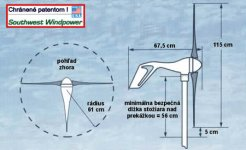 Chránené patentom !
Southwest Windpower
pohľad
zhora
rádius
61 cm
67,5 cm
115 cm
minimálna bezpečná
dĺžka stožiara nad
prekážkou = 56 cm
5 cm